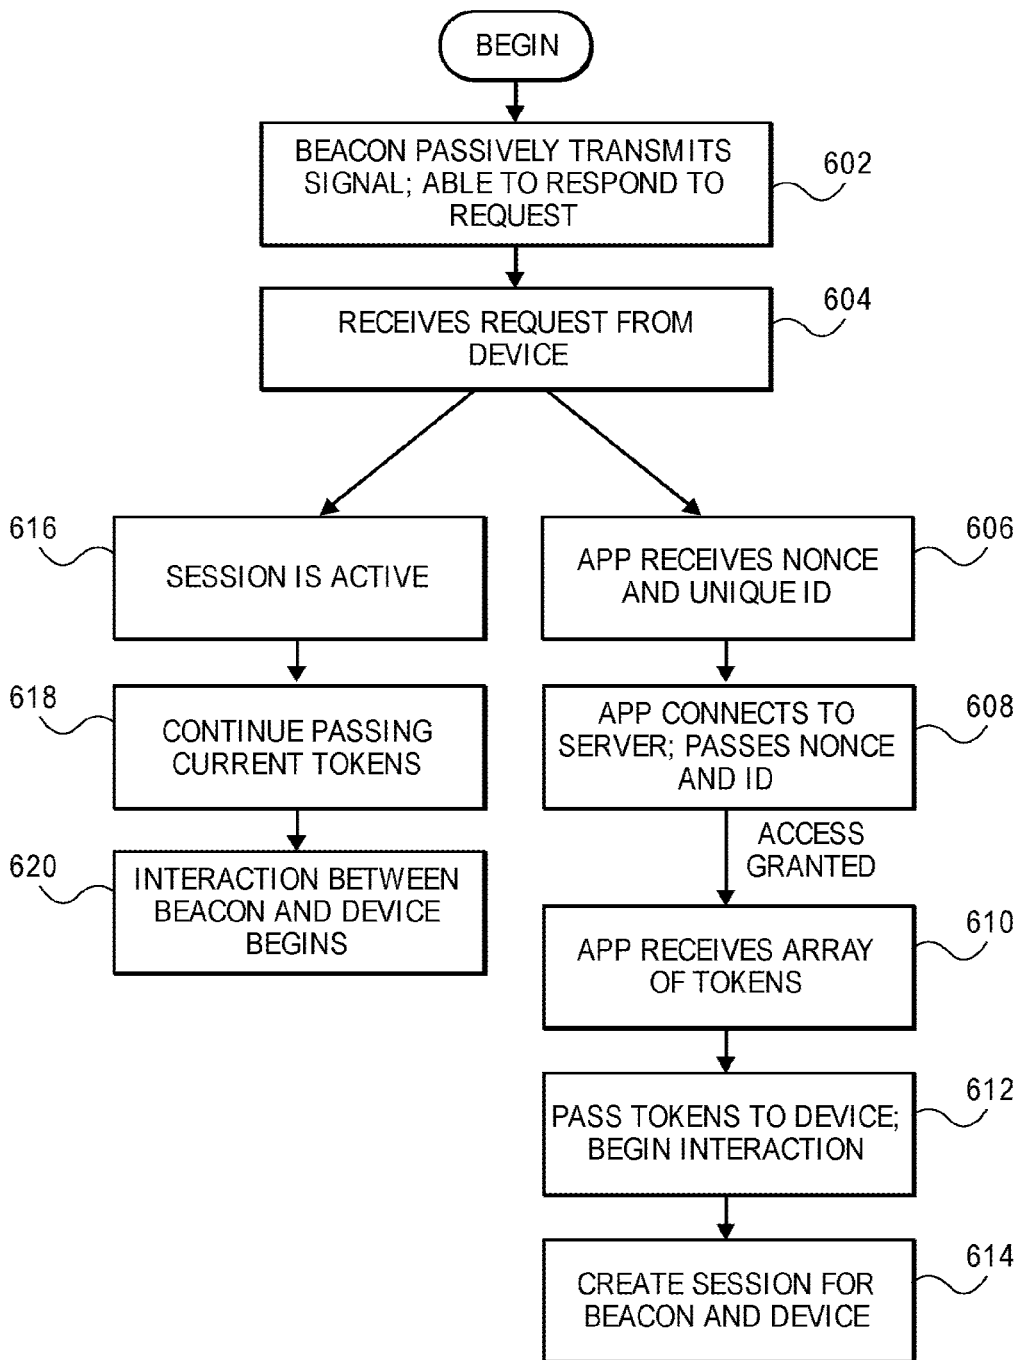 BEGIN
BEACON PASSIVELY TRANSMITS
SIGNAL; ABLE TO RESPOND TO
REQUEST
602
RECEIVES REQUEST FROM
DEVICE
604
616
SESSION IS ACTIVE
618
CONTINUE PASSING
CURRENT TOKENS
620
INTERACTION BETWEEN
BEACON AND DEVICE
BEGINS
APP RECEIVES NONCE
AND UNIQUE ID
606
APP CONNECTS TO
SERVER; PASSES NONCE
AND ID
608
ACCESS
GRANTED
APP RECEIVES ARRAY
OF TOKENS
610
PASS TOKENS TO DEVICE;
BEGIN INTERACTION
612
CREATE SESSION FOR
BEACON AND DEVICE
614